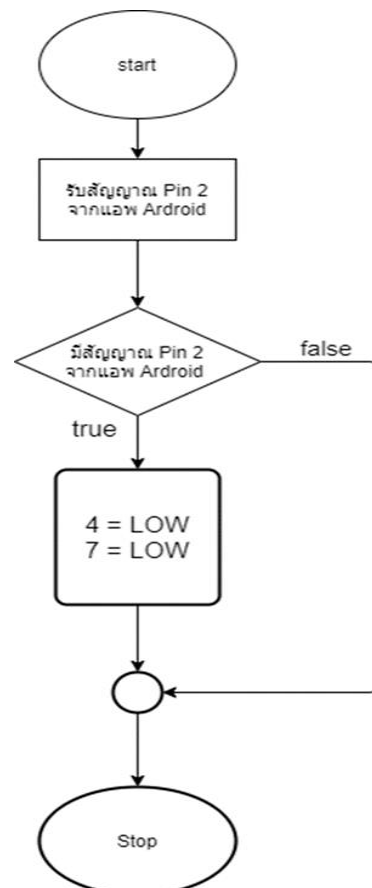 start
รับสัญญาณ Pin 2
จากแอพ Ardroid
มีสัญญาณ Pin 2
จากแอพ Ardroid
false
true
4 = LOW
7 = LOW
Stop